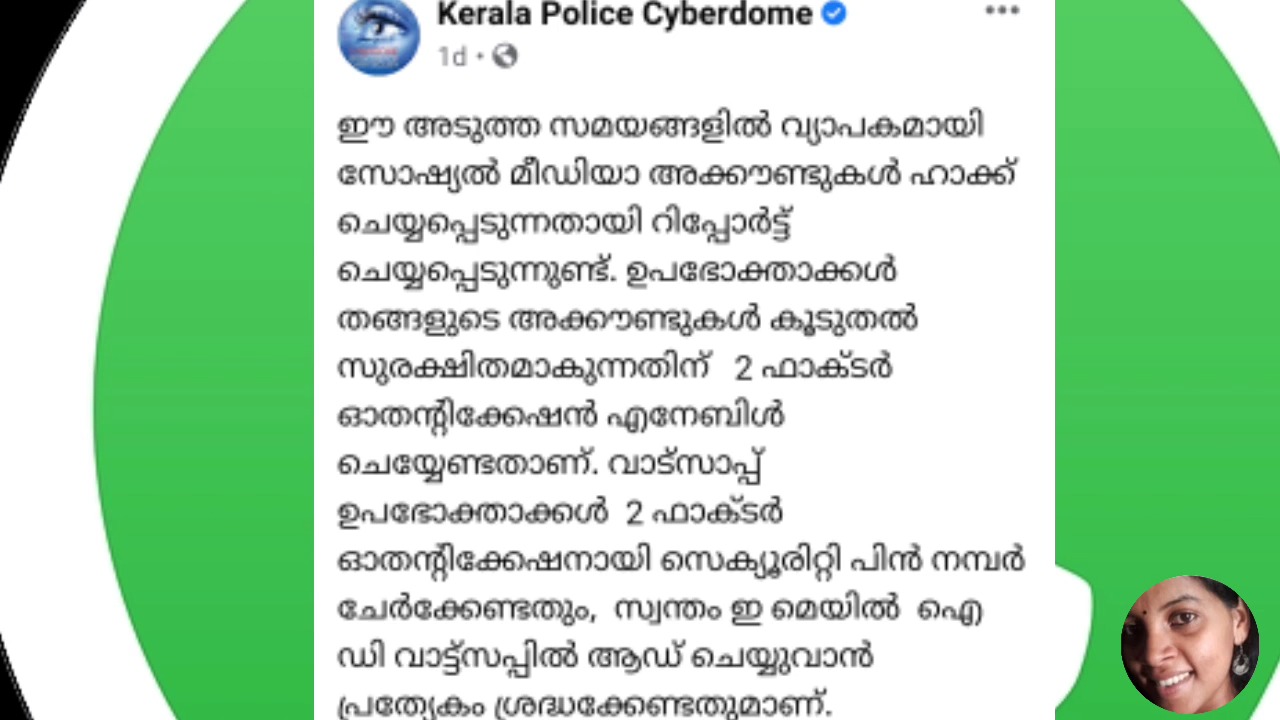 Kerala Police Cyberdome
1d
ഈ അടുത്ത സമയങ്ങളിൽ വ്യാപകമായി
സോഷ്യൽ മീഡിയാ അക്കൗണ്ടുകൾ ഹാക്ക്
ചെയ്യപ്പെടുന്നതായി റിപ്പോർട്ട്
ചെയ്യപ്പെടുന്നുണ്ട്. ഉപഭോക്താക്കൾ
തങ്ങളുടെ അക്കൗണ്ടുകൾ കൂടുതൽ
സുരക്ഷിതമാകുന്നതിന് 2 ഫാക്ടർ
ഓതന്റിക്കേഷൻ എനേബിൾ
ചെയ്യേണ്ടതാണ്. വാട്സാപ്പ്
ഉപഭോക്താക്കൾ 2 ഫാക്ടർ
ഓതന്റിക്കേഷനായി സെക്യൂരിറ്റി പിൻ നമ്പർ
ചേർക്കേണ്ടതും, സ്വന്തം ഇ മെയിൽ ഐ
ഡി വാട്ട്സപ്പിൽ ആഡ് ചെയ്യുവാൻ
പ്രത്യേകം ശ്രദ്ധക്കേണ്ടതുമാണ്.